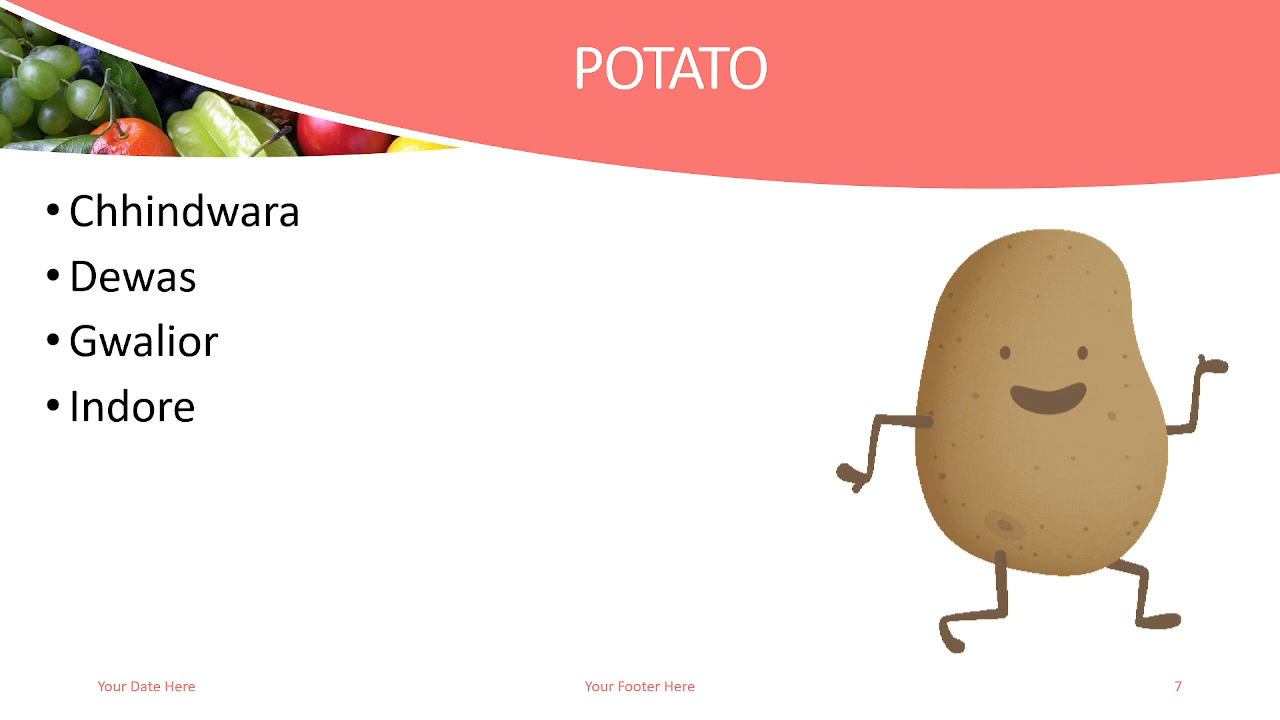 POTATO
• Chhindwara
• Dewas
• Gwalior
• Indore
Your Date Here
Your Footer Here
7